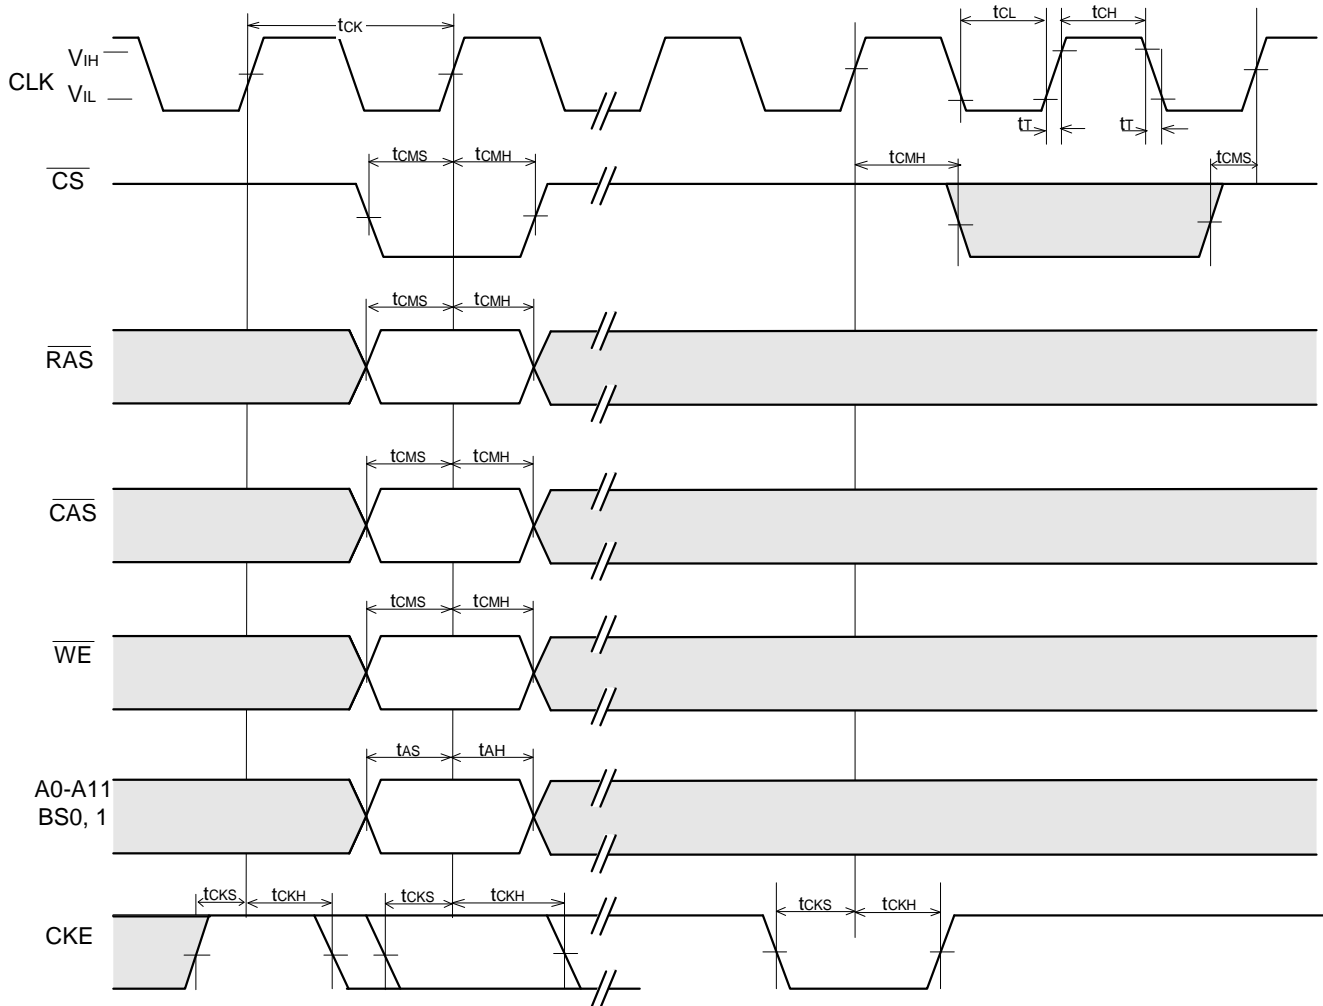 tCK
tCL
tCH
VIH
CLK
VIL
tT
tT
tCMS
tCMH
tCMH
tCMS
CS
tCMS
tCMH
RAS
tCMS
tCMH
CAS
tCMS
tCMH
WE
tAS
tAH
A0-A11
BS0, 1
tCKS
tCKH
tCKS
tCKH
tCKS
tCKH
CKE